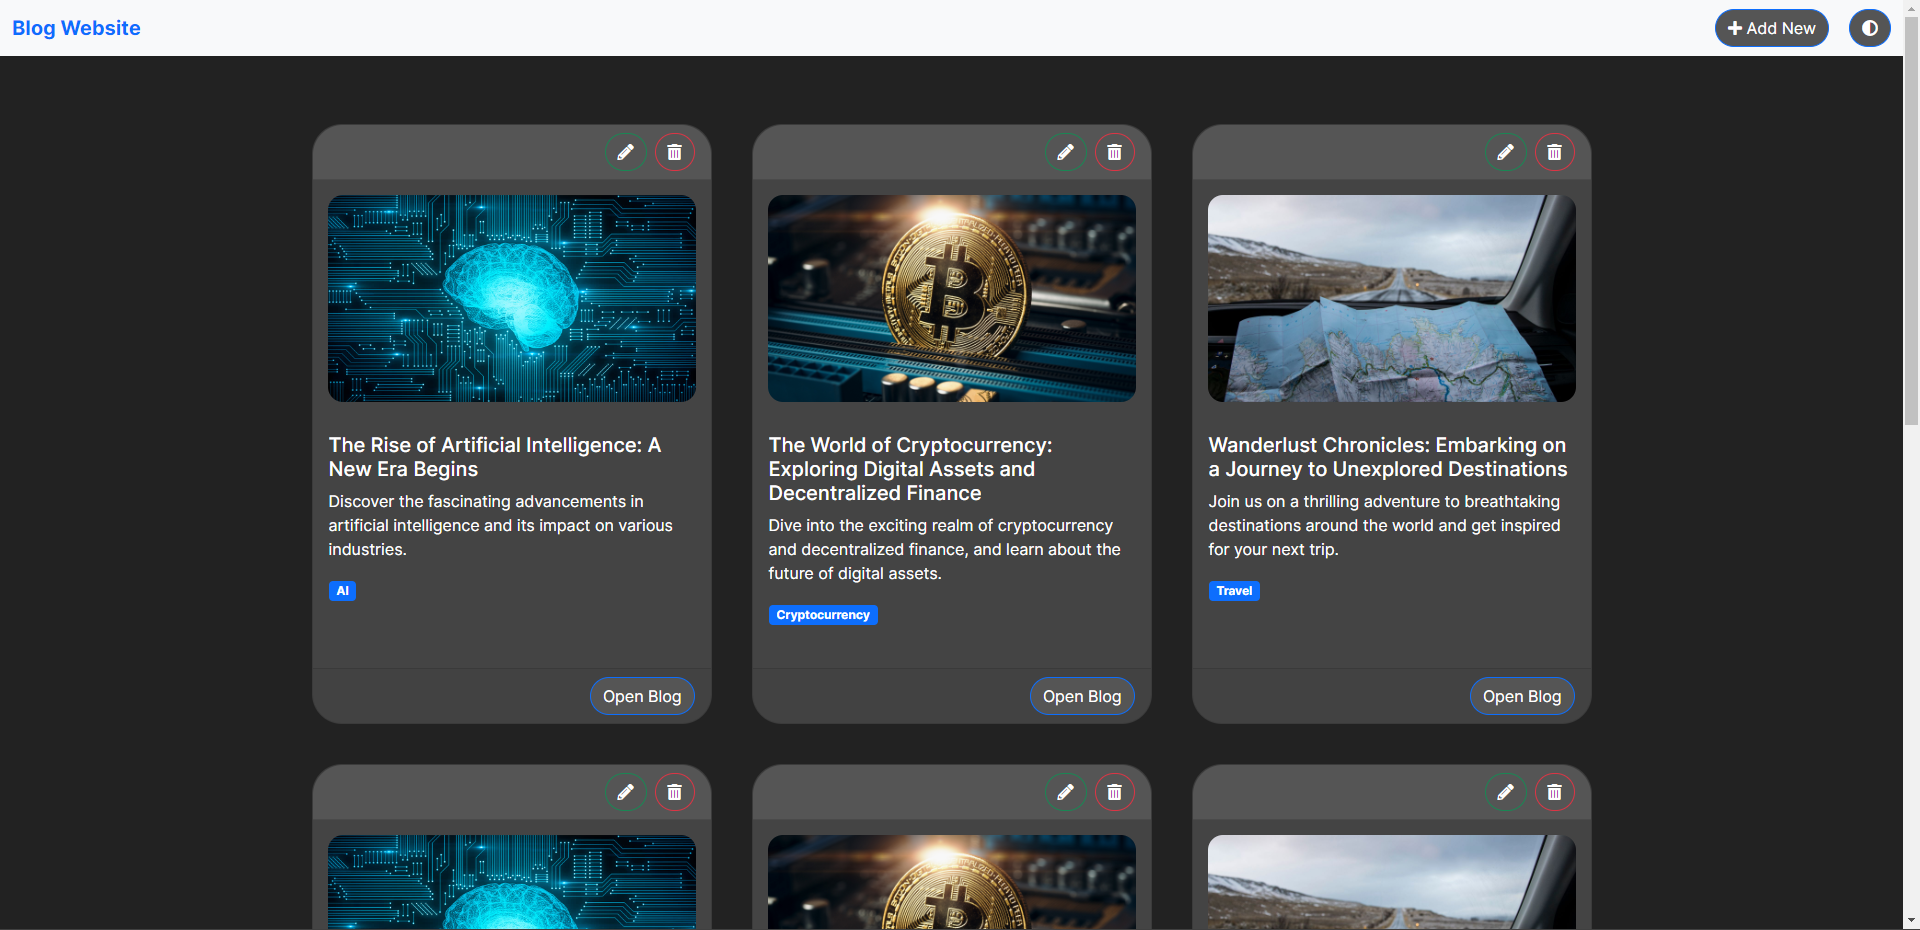 Blog Website
Add New
The Rise of Artificial Intelligence: A
New Era Begins
Discover the fascinating advancements in
artificial intelligence and its impact on various
industries.
AI
Open Blog
The World of Cryptocurrency:
Exploring Digital Assets and
Decentralized Finance
Dive into the exciting realm of cryptocurrency
and decentralized finance, and learn about the
future of digital assets.
Cryptocurrency
Open Blog
Wanderlust Chronicles: Embarking on
a Journey to Unexplored Destinations
Join us on a thrilling adventure to breathtaking
destinations around the world and get inspired
for your next trip.
Travel
Open Blog